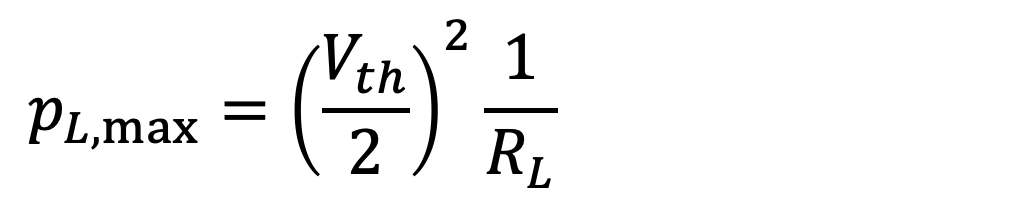 p_{L,max} = (V_{th}/2)^2 1/R_L